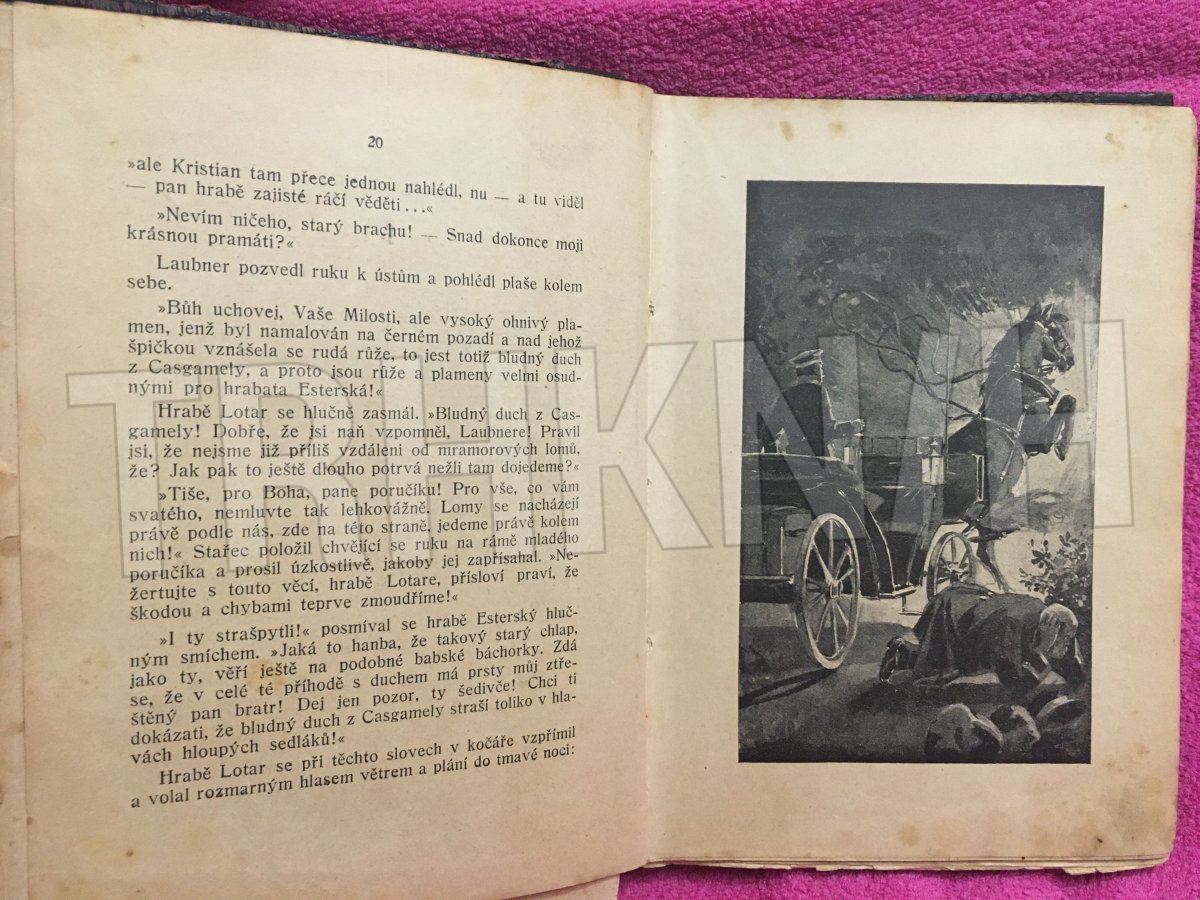 20
»ale Kristian tam přece jednou nahlédl, nu — a tu viděl
— pan hrabě zajisté ráčí věděti...«
»Nevím ničeho, starý brachu! — Snad dokonce moji
krásnou pramáti?«
Laubner pozvedl ruku k ústům a pohlédl plaše kolem
sebe.
»Bůh uchovej, Vaše Milosti, ale vysoký ohnivý pla-
men, jenž byl namalován na černém pozadí a nad jehož
špičkou vznášela se rudá růže, to jest totiž bludný duch
z Casgamely, a proto jsou růže a plameny velmi osud-
nými pro hrabata Esterská!«
Hrabě Lotar se hlučně zasmál. »Bludný duch z Cas-
gamely! Dobře, že jsi naň vzpomněl, Laubnere! Pravil
jsi, že nejsme již příliš vzdáleni od mramorových lomů,
že? Jak pak to ještě dlouho potrvá nežli tam dojedeme?«
»Tiše, pro Boha, pane poručíku! Pro vše, co vám
svatého, nemluvte tak lehkovážně. Lomy se nacházejí
právě podle nás, zde na této straně, jedeme právě kolem
nich!« Stařec položil chvějící se ruku na rámě mladého
poručíka a prosil úzkostlivě, jakoby jej zapřísahal. »Ne-
žertujte s touto věcí, hrabě Lotare, přísloví praví, že
škodou a chybami teprve zmoudříme!«
»I ty strašpytli!« posmíval se hrabě Esterský hluč-
ným smíchem. »Jaká to hanba, že takový starý chlap,
jako ty, věří ještě na podobné babské báchorky. Zdá
se, že v celé té příhodě s duchem má prsty můj ztře-
štěný pan bratr! Dej jen pozor, ty šedivče! Chci ti
dokázati, že bludný duch z Casgamely straší toliko v hla-
vách hloupých sedláků!«
Hrabě Lotar se při těchto slovech v kočáře vzpřímil
a volal rozmarným hlasem větrem a plání do tmavé noci:
TRHKNIH